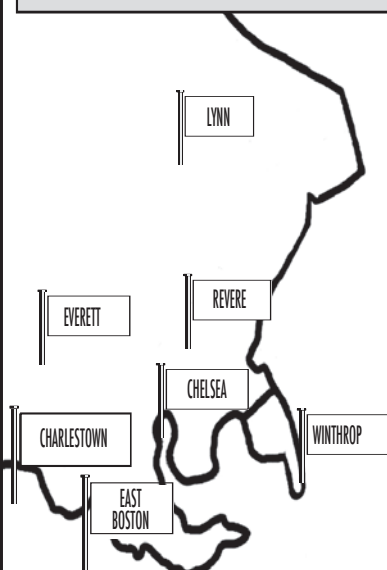 LYNN
REVERE
EVERETT
CHELSEA
CHARLESTOWN
WINTHROP
EAST
BOSTON